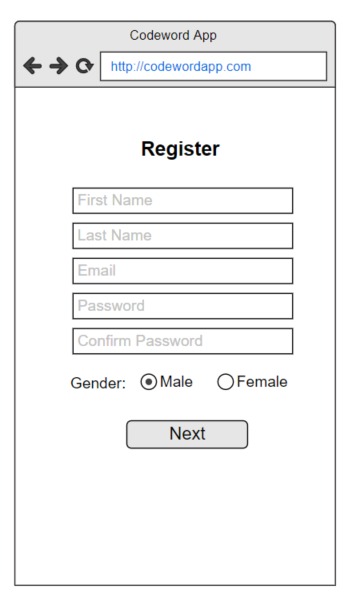 Codeword App
http://codewordapp.com
Register
First Name
Last Name
Email
Password
Confirm Password
Gender: Male Female
Next